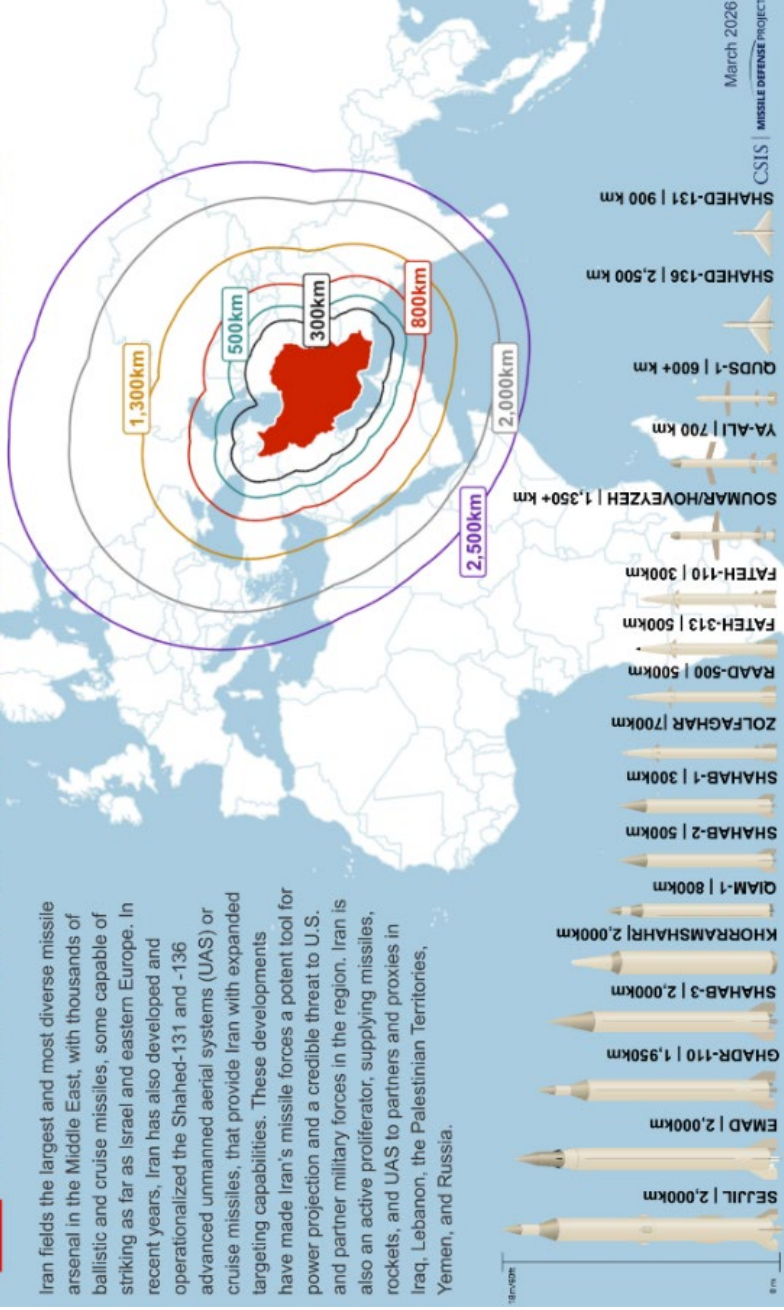 Iran fields the largest and most diverse missile
arsenal in the Middle East, with thousands of
ballistic and cruise missiles, some capable of
striking as far as Israel and eastern Europe. In
recent years, Iran has also developed and
operationalized the Shahed-131 and -136
advanced unmanned aerial systems (UAS) or
cruise missiles, that provide Iran with expanded
targeting capabilities. These developments
have made Iran's missile forces a potent tool for
power projection and a credible threat to U.S.
and partner military forces in the region. Iran is
also an active proliferator, supplying missiles,
rockets, and UAS to partners and proxies in
Iraq, Lebanon, the Palestinian Territories,
Yemen, and Russia.
1,300km
500km
300km
800km
2,000km
2,500km
18m/60ft
0 m
SEJJIL | 2,000km
EMAD | 2,000km
GHADR-110 | 1,950km
SHAHAB-3 | 2,000km
KHORRAMSHAHR| 2,000km
QIAM-1 | 800km
SHAHAB-2 | 500km
SHAHAB-1 | 300km
ZOLFAGHAR |700km
RAAD-500 | 500km
FATEH-313 | 500km
FATEH-110 | 300km
SOUMAR/HOVEYZEH | 1,350+ km
YA-ALI | 700 km
QUDS-1 | 600+ km
SHAHED-136 | 2,500 km
SHAHED-131 | 900 km
March 2026
CSIS | MISSILE DEFENSE PROJECT